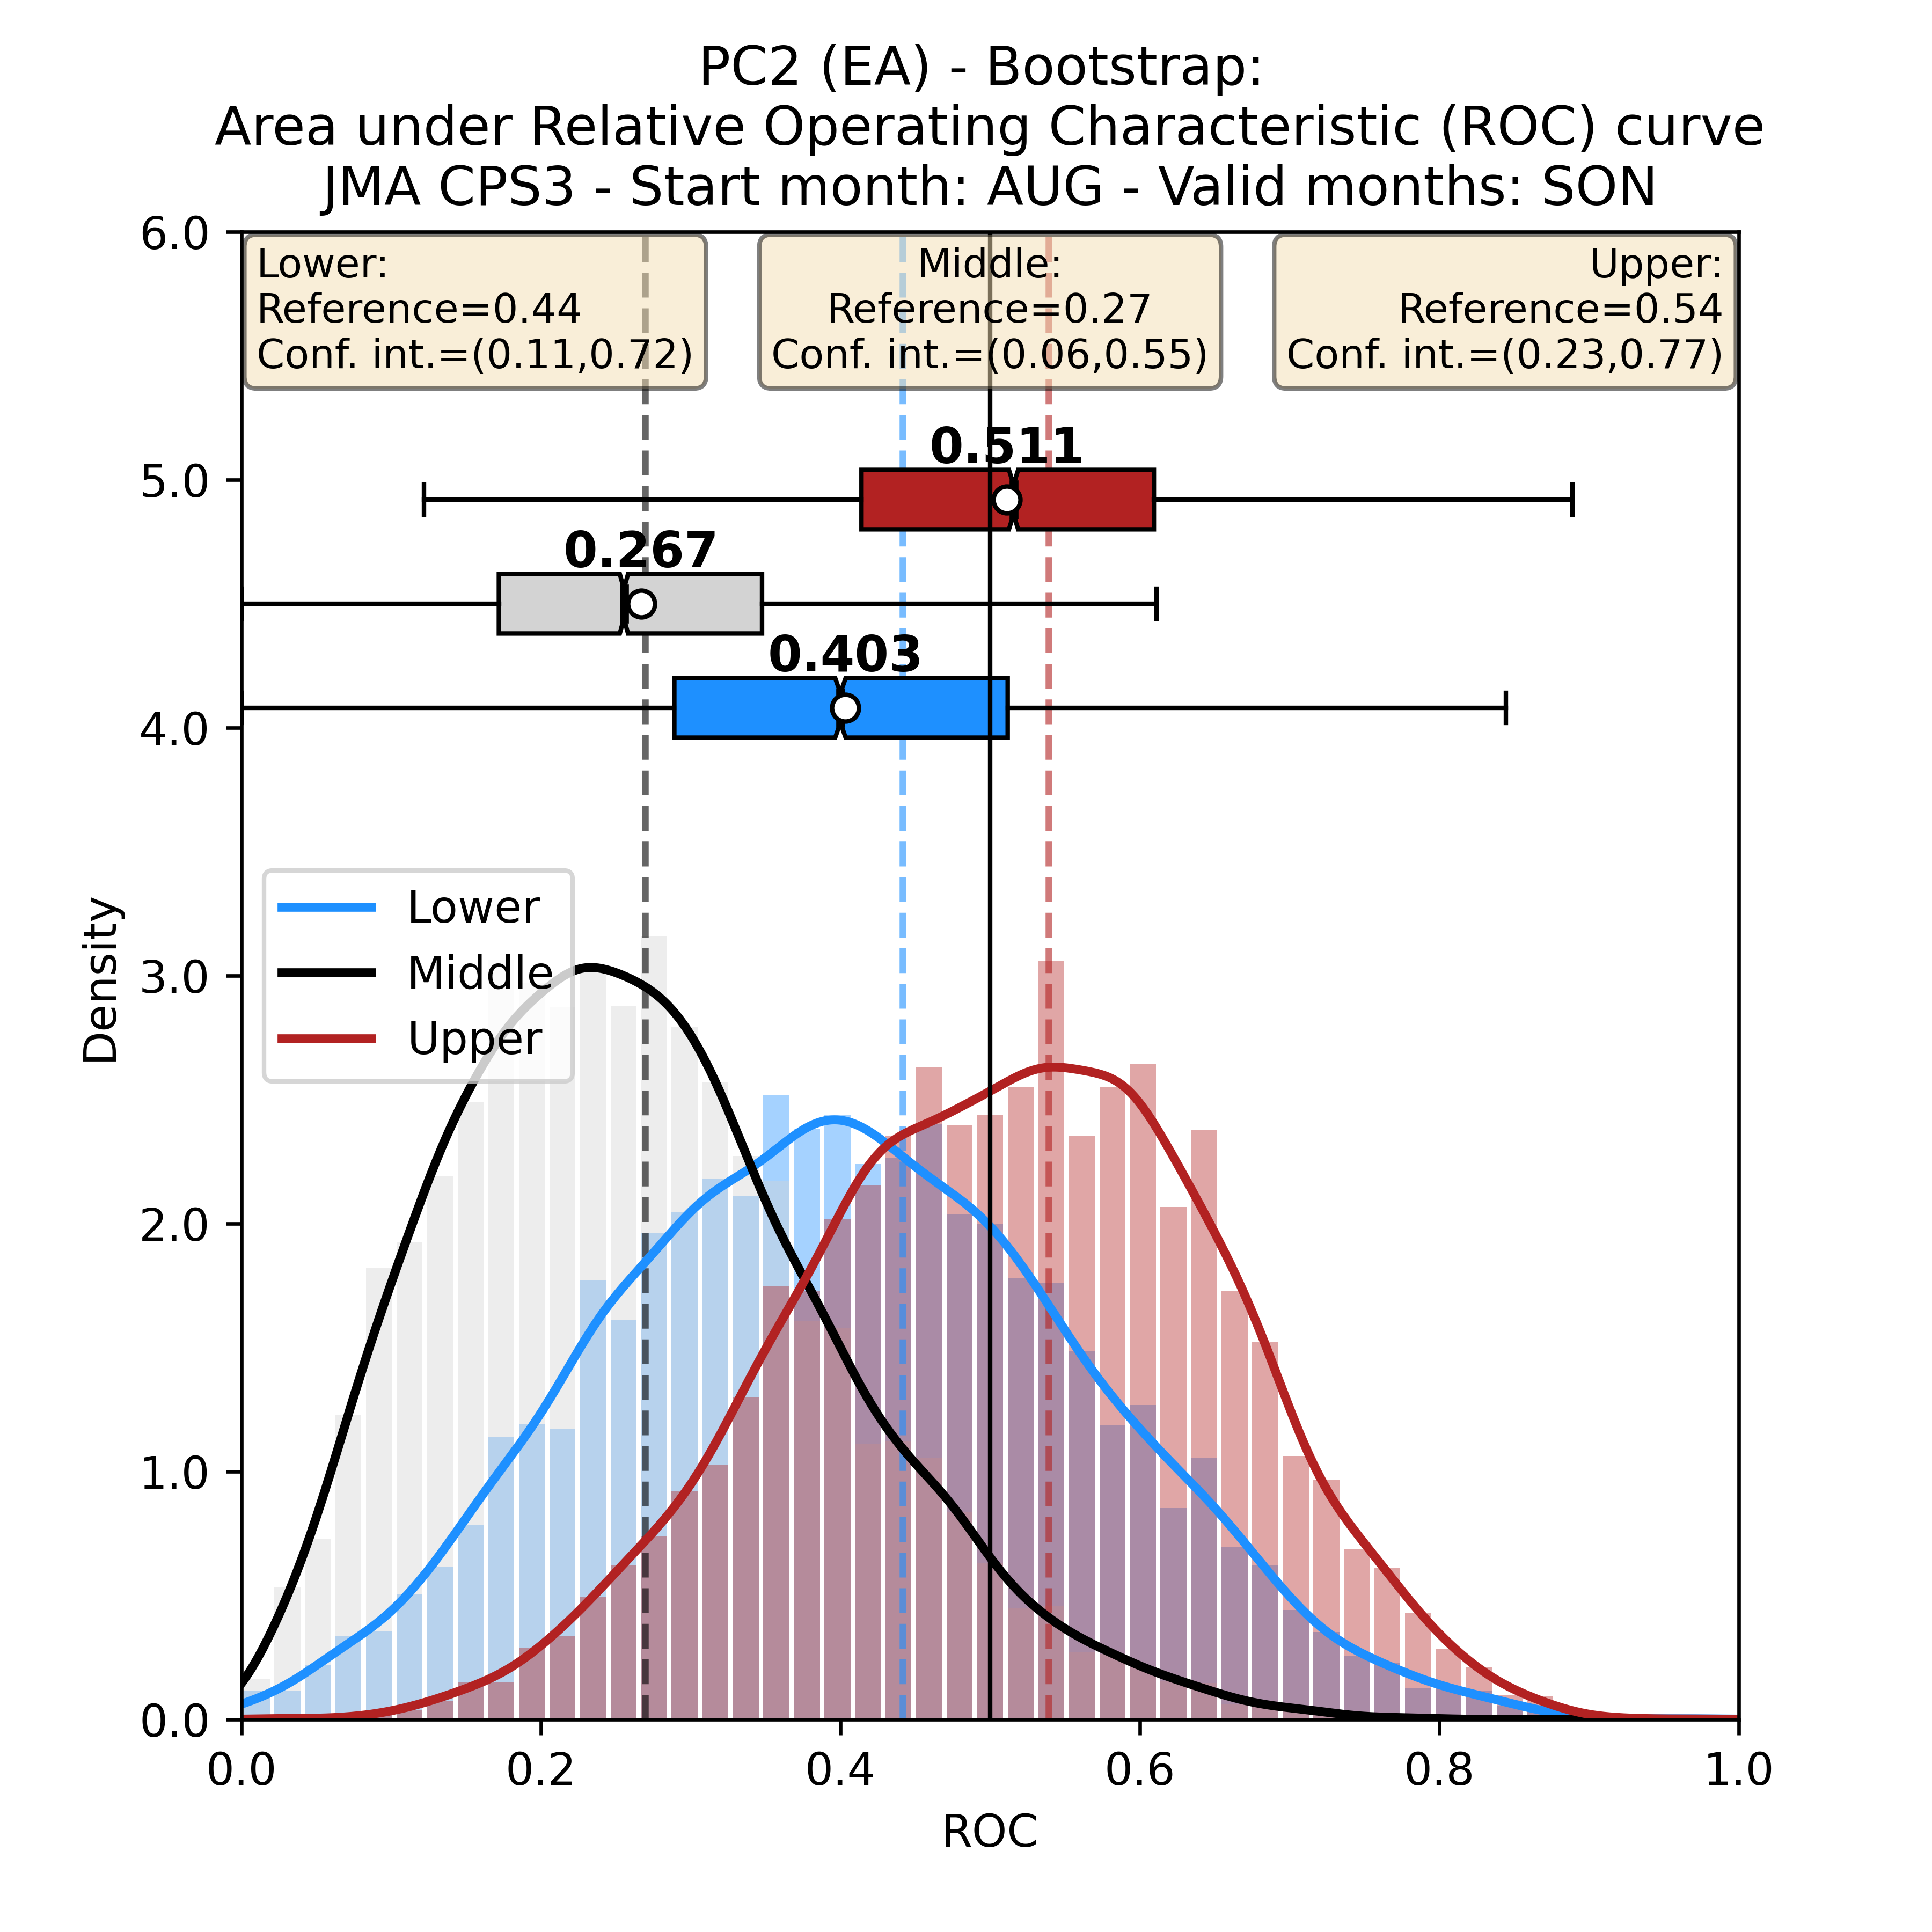 PC2 (EA) - Bootstrap:
Area under Relative Operating Characteristic (ROC) curve
JMA CPS3 - Start month: AUG - Valid months: SON
Lower:
Reference=0.44
Conf. int.=(0.11,0.72)
Middle:
Reference=0.27
Conf. int.=(0.06,0.55)
Upper:
Reference=0.54
Conf. int.=(0.23,0.77)
0.511
0.267
0.403
Lower
Middle
Upper
Density
6.0
5.0
4.0
3.0
2.0
1.0
0.0
0.0
0.2
0.4
0.6
0.8
1.0
ROC